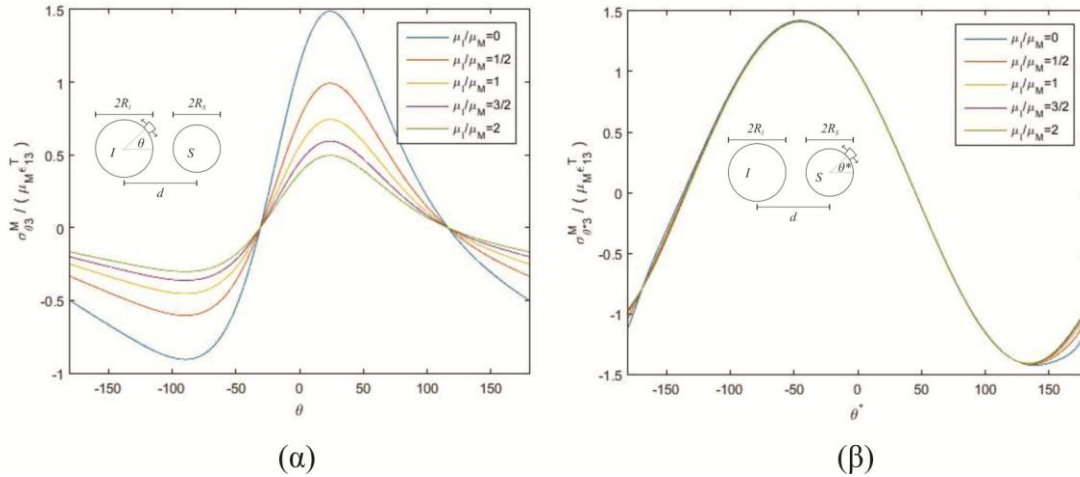 1.5
1
0.5
0
-0.5
-1
-150
-100
-50
0
50
100
150
θ
σ^M_θ3 / ( μ_M ϵ^T_13 )
μ_I/μ_M=0
μ_I/μ_M=1/2
μ_I/μ_M=1
μ_I/μ_M=3/2
μ_I/μ_M=2
2R_I
2R_S
I
θ
S
d
(α)
1.5
1
0.5
0
-0.5
-1
-1.5
-150
-100
-50
0
50
100
150
θ*
σ^M_θ*3 / ( μ_M ϵ^T_13 )
μ_I/μ_M=0
μ_I/μ_M=1/2
μ_I/μ_M=1
μ_I/μ_M=3/2
μ_I/μ_M=2
2R_I
2R_S
I
S
θ*
d
(β)